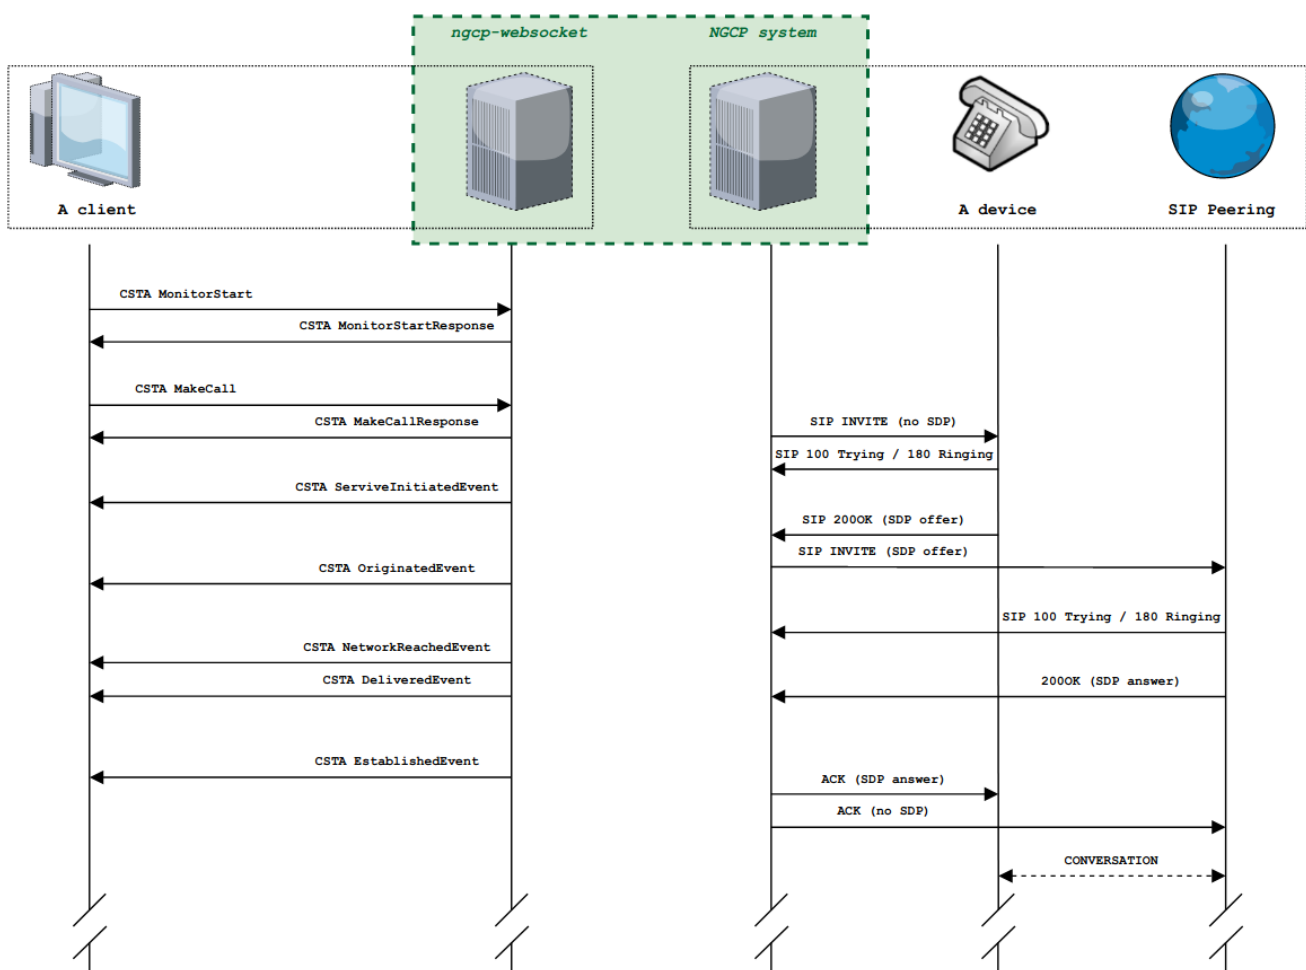 ngcp-websocket
NGCP system
A client
A device
SIP Peering
CSTA MonitorStart
CSTA MonitorStartResponse
CSTA MakeCall
CSTA MakeCallResponse
SIP INVITE (no SDP)
SIP 100 Trying / 180 Ringing
CSTA ServiveInitiatedEvent
SIP 200OK (SDP offer)
SIP INVITE (SDP offer)
CSTA OriginatedEvent
SIP 100 Trying / 180 Ringing
CSTA NetworkReachedEvent
CSTA DeliveredEvent
200OK (SDP answer)
CSTA EstablishedEvent
ACK (SDP answer)
ACK (no SDP)
CONVERSATION